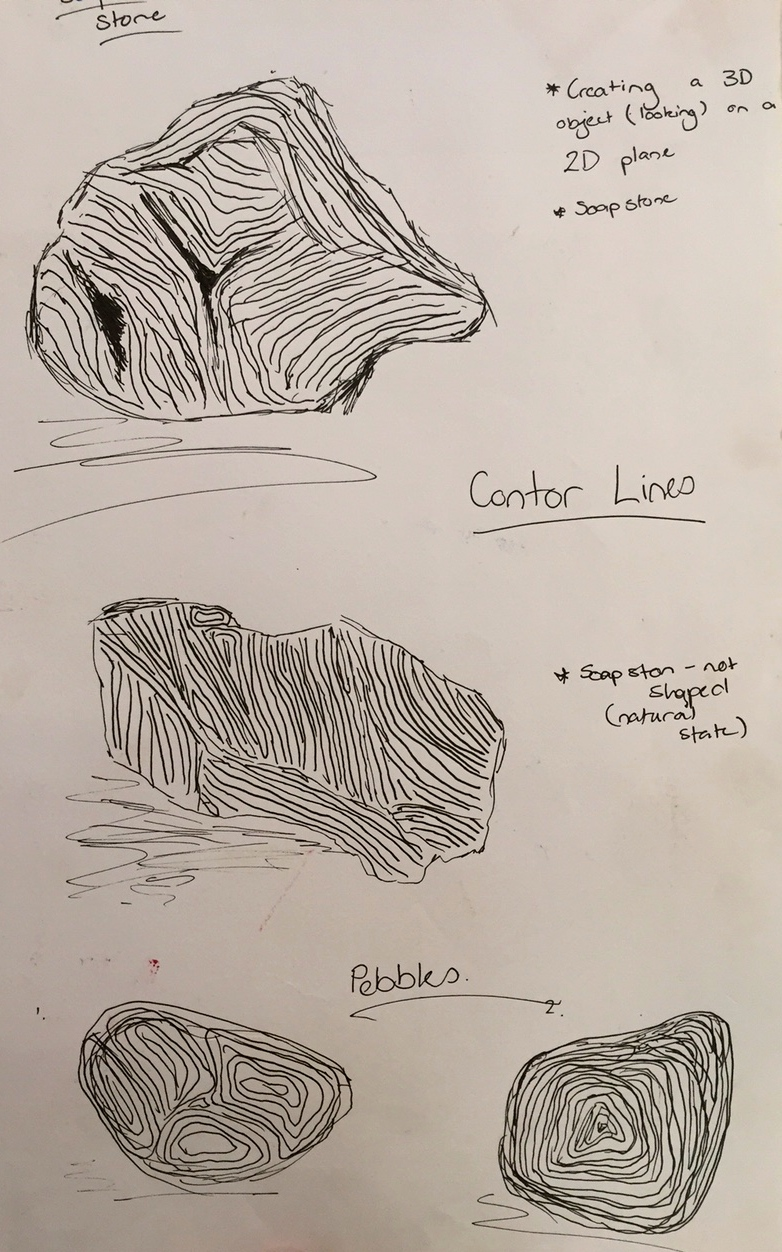 stone
* Creating a 3D
object (looking) on a
2D plane
* Soapstone
Contor Lines
* Soapston - not
shaped
(natural
state)
Pebbles.
1.
2.